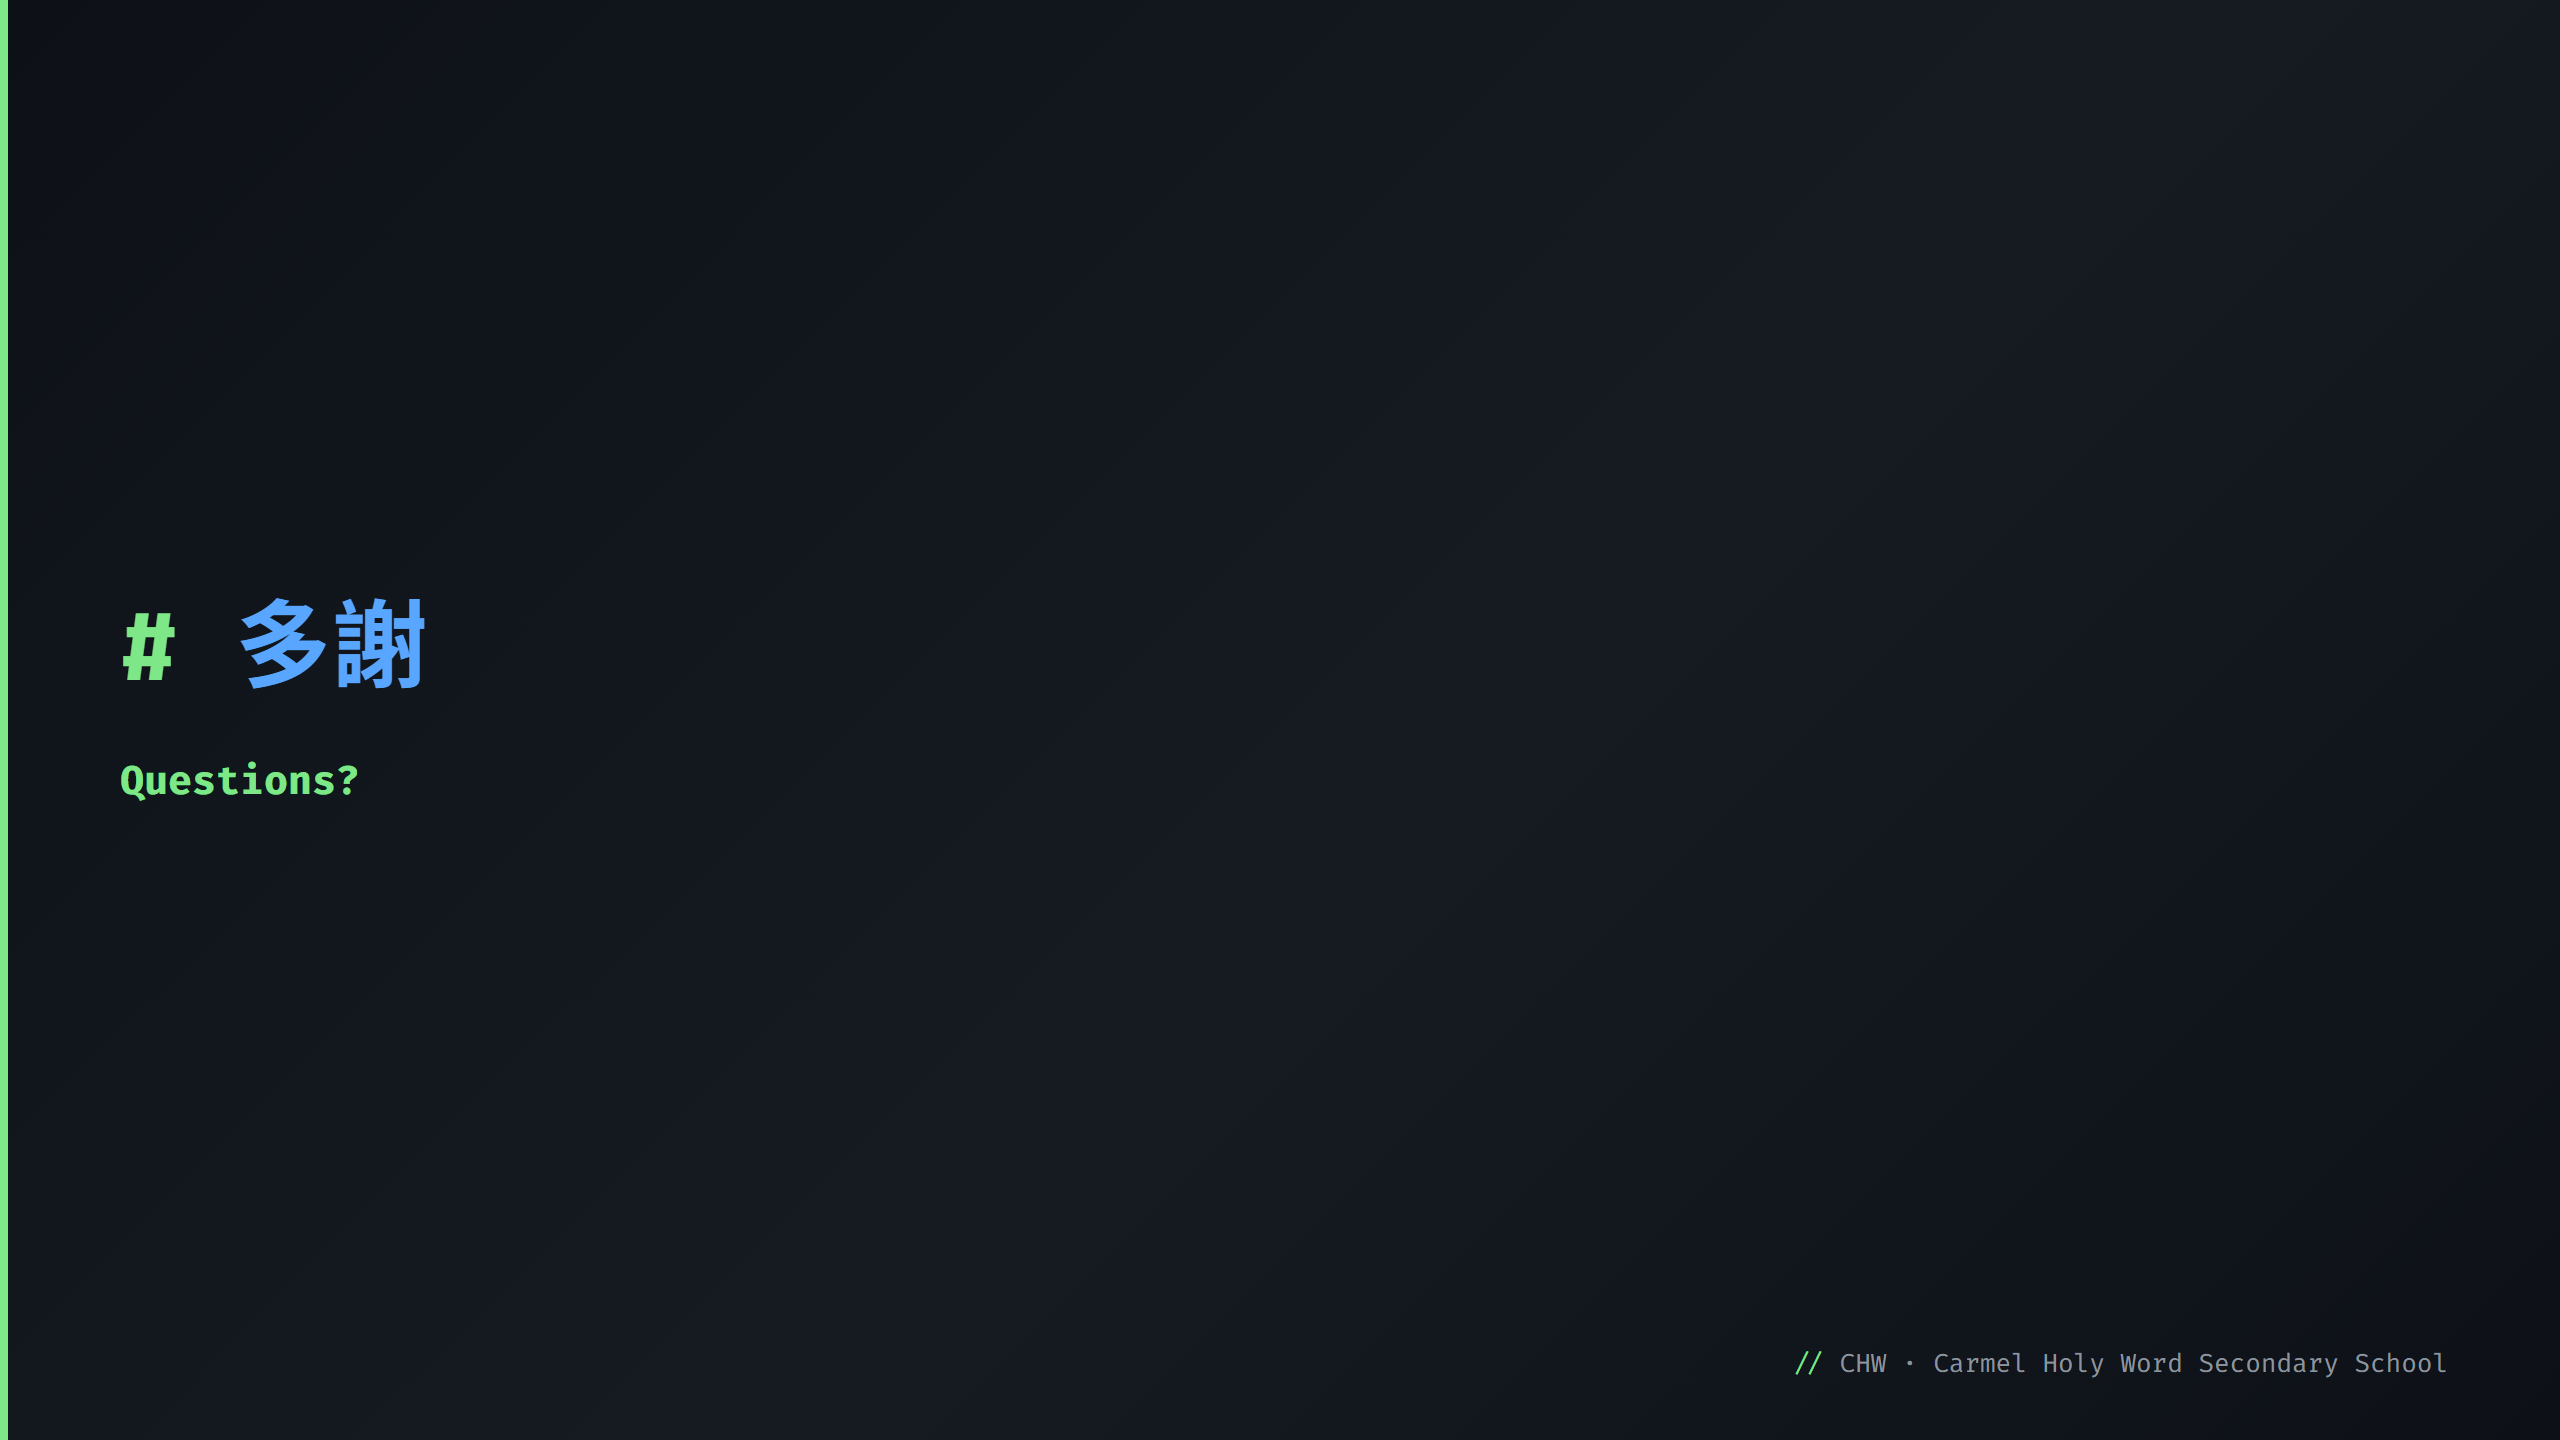 # 多謝
Questions?
// CHW · Carmel Holy Word Secondary School